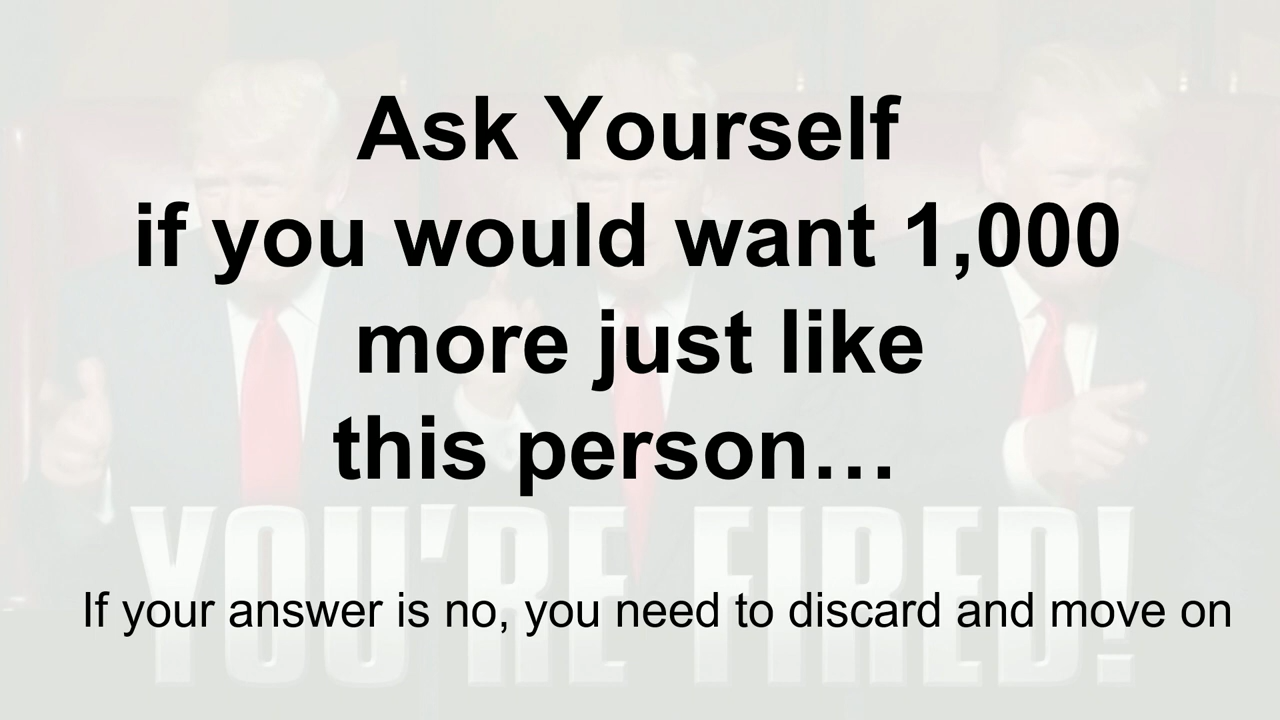 Ask Yourself
if you would want 1,000
more just like
this person…
YOU'RE FIRED!
If your answer is no, you need to discard and move on